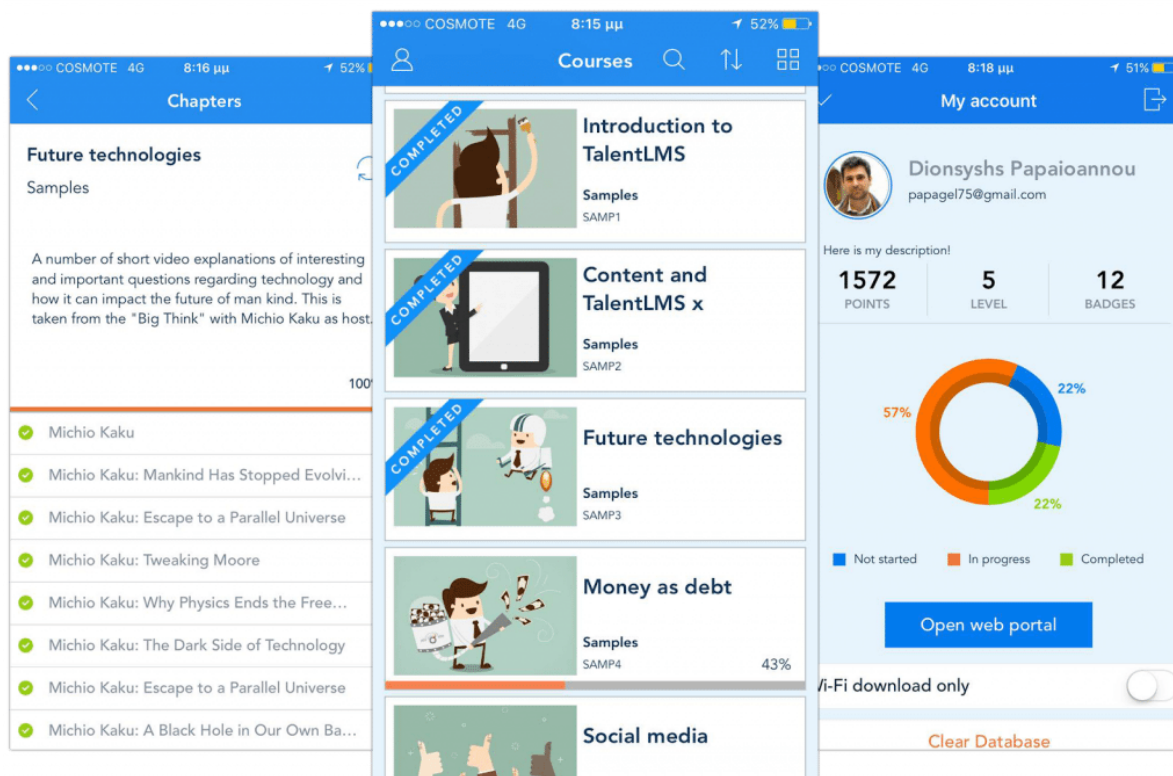 COSMOTE 4G 8:16 μμ 52%
Chapters
Future technologies
Samples
A number of short video explanations of interesting
and important questions regarding technology and
how it can impact the future of man kind. This is
taken from the "Big Think" with Michio Kaku as host.
100%
Michio Kaku
Michio Kaku: Mankind Has Stopped Evolvi...
Michio Kaku: Escape to a Parallel Universe
Michio Kaku: Tweaking Moore
Michio Kaku: Why Physics Ends the Free...
Michio Kaku: The Dark Side of Technology
Michio Kaku: Escape to a Parallel Universe
Michio Kaku: A Black Hole in Our Own Ba...
COSMOTE 4G 8:15 μμ 52%
Courses
COMPLETED
Introduction to
TalentLMS
Samples
SAMP1
COMPLETED
Content and
TalentLMS x
Samples
SAMP2
COMPLETED
Future technologies
Samples
SAMP3
Money as debt
Samples
SAMP4 43%
Social media
COSMOTE 4G 8:18 μμ 51%
My account
Dionsyshs Papaioannou
papagel75@gmail.com
Here is my description!
1572 5 12
POINTS LEVEL BADGES
22%
57%
22%
Not started In progress Completed
Open web portal
Wi-Fi download only
Clear Database